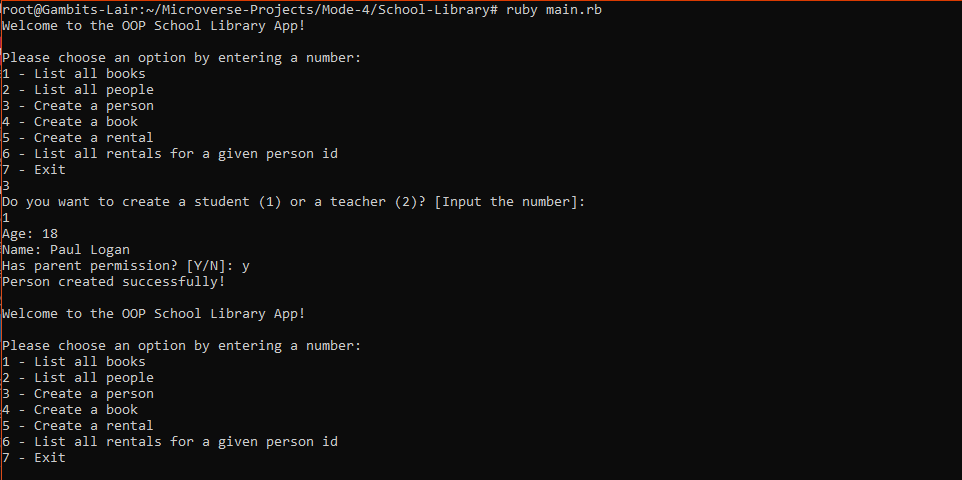 root@Gambits-Lair:~/Microverse-Projects/Mode-4/School-Library# ruby main.rb
Welcome to the OOP School Library App!
Please choose an option by entering a number:
1 - List all books
2 - List all people
3 - Create a person
4 - Create a book
5 - Create a rental
6 - List all rentals for a given person id
7 - Exit
3
Do you want to create a student (1) or a teacher (2)? [Input the number]:
1
Age: 18
Name: Paul Logan
Has parent permission? [Y/N]: y
Person created successfully!
Welcome to the OOP School Library App!
Please choose an option by entering a number:
1 - List all books
2 - List all people
3 - Create a person
4 - Create a book
5 - Create a rental
6 - List all rentals for a given person id
7 - Exit